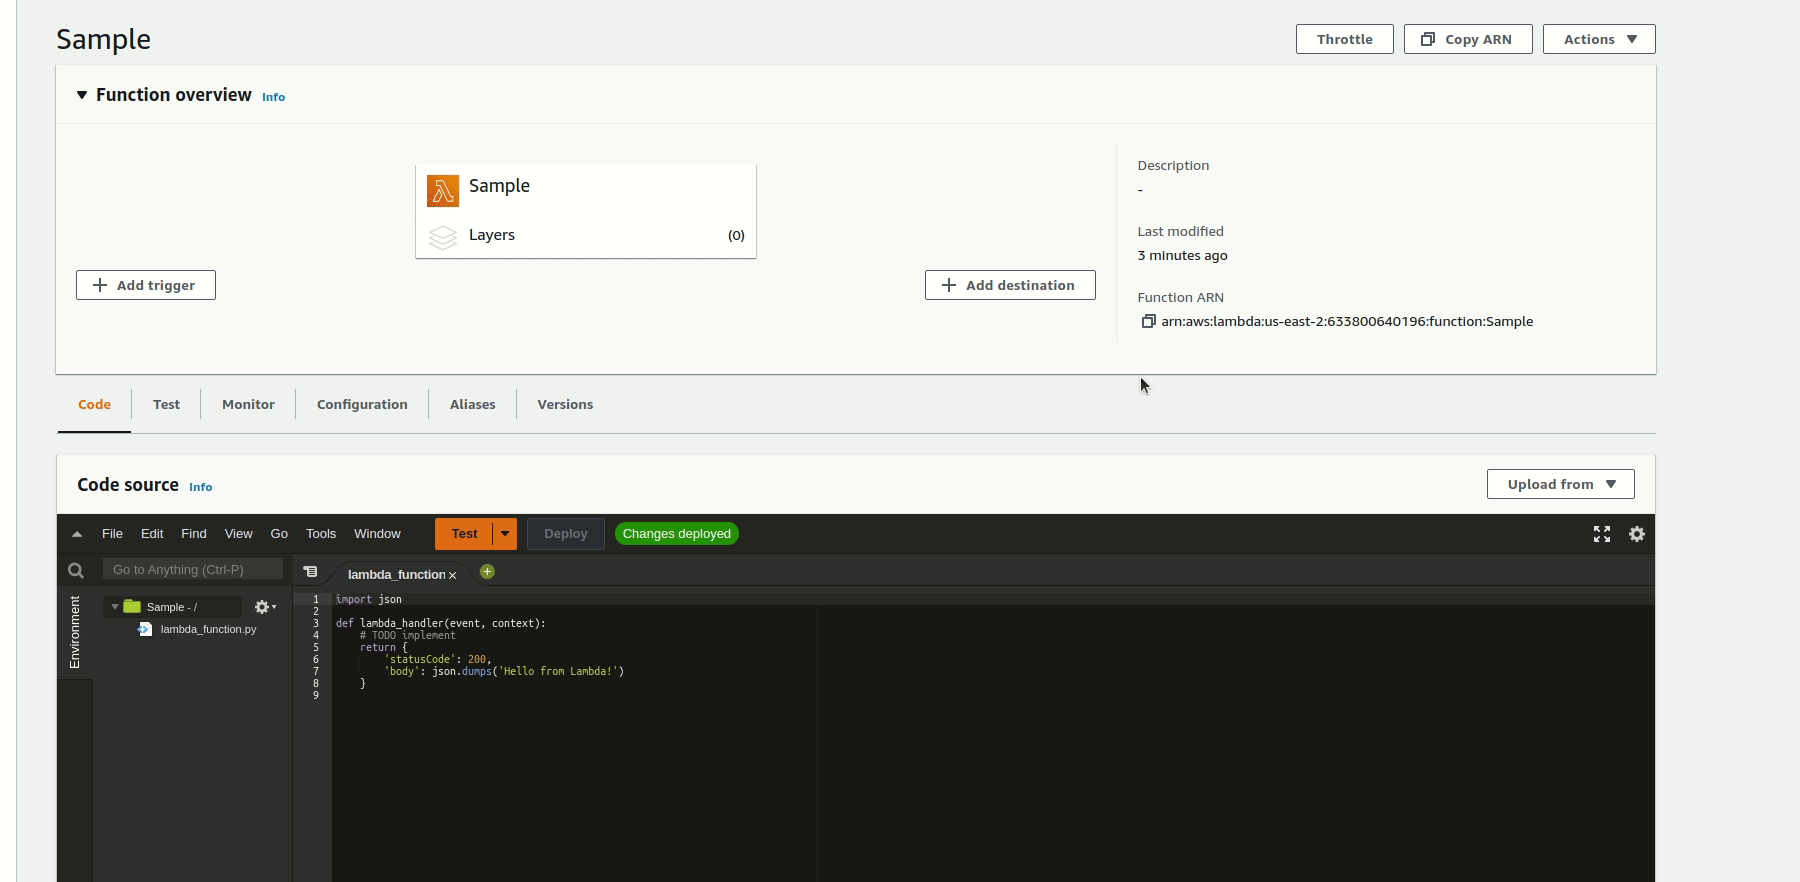 Sample
Throttle
Copy ARN
Actions
Function overview Info
Sample
Layers (0)
Add trigger
Add destination
Description
-
Last modified
3 minutes ago
Function ARN
arn:aws:lambda:us-east-2:633800640196:function:Sample
Code Test Monitor Configuration Aliases Versions
Code source Info
Upload from
File Edit Find View Go Tools Window Test Deploy Changes deployed
Go to Anything (Ctrl-P)
lambda_function
Environment
Sample - /
lambda_function.py
1 import json
2
3 def lambda_handler(event, context):
4     # TODO implement
5     return {
6         'statusCode': 200,
7         'body': json.dumps('Hello from Lambda!')
8     }
9